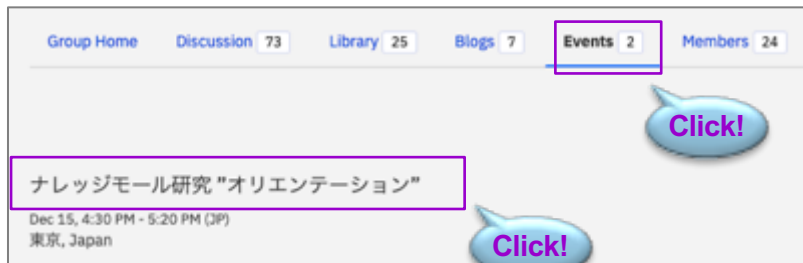 Group Home Discussion 73 Library 25 Blogs 7 Events 2 Members 24
Click!
ナレッジモール研究 "オリエンテーション"
Dec 15, 4:30 PM - 5:20 PM (JP)
東京, Japan
Click!